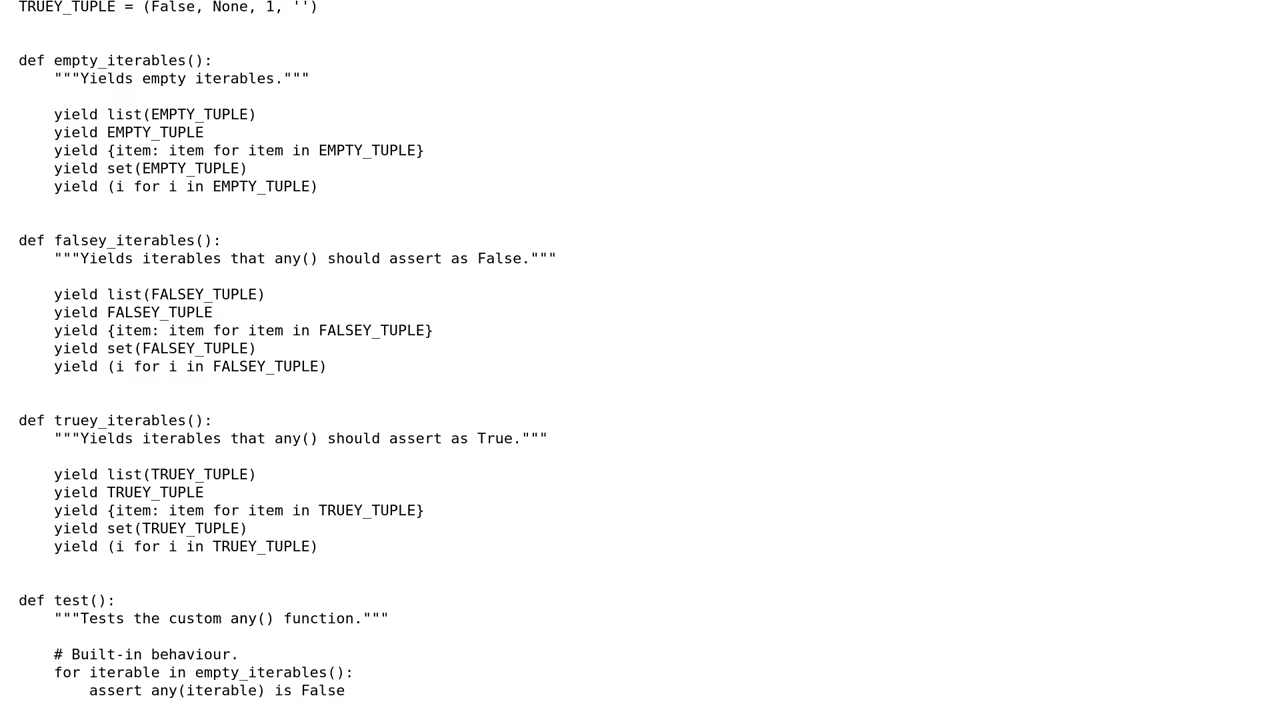 TRUEY_TUPLE = (False, None, 1, '')
def empty_iterables():
    """Yields empty iterables."""
    yield list(EMPTY_TUPLE)
    yield EMPTY_TUPLE
    yield {item: item for item in EMPTY_TUPLE}
    yield set(EMPTY_TUPLE)
    yield (i for i in EMPTY_TUPLE)
def falsey_iterables():
    """Yields iterables that any() should assert as False."""
    yield list(FALSEY_TUPLE)
    yield FALSEY_TUPLE
    yield {item: item for item in FALSEY_TUPLE}
    yield set(FALSEY_TUPLE)
    yield (i for i in FALSEY_TUPLE)
def truey_iterables():
    """Yields iterables that any() should assert as True."""
    yield list(TRUEY_TUPLE)
    yield TRUEY_TUPLE
    yield {item: item for item in TRUEY_TUPLE}
    yield set(TRUEY_TUPLE)
    yield (i for i in TRUEY_TUPLE)
def test():
    """Tests the custom any() function."""
    # Built-in behaviour.
    for iterable in empty_iterables():
        assert any(iterable) is False